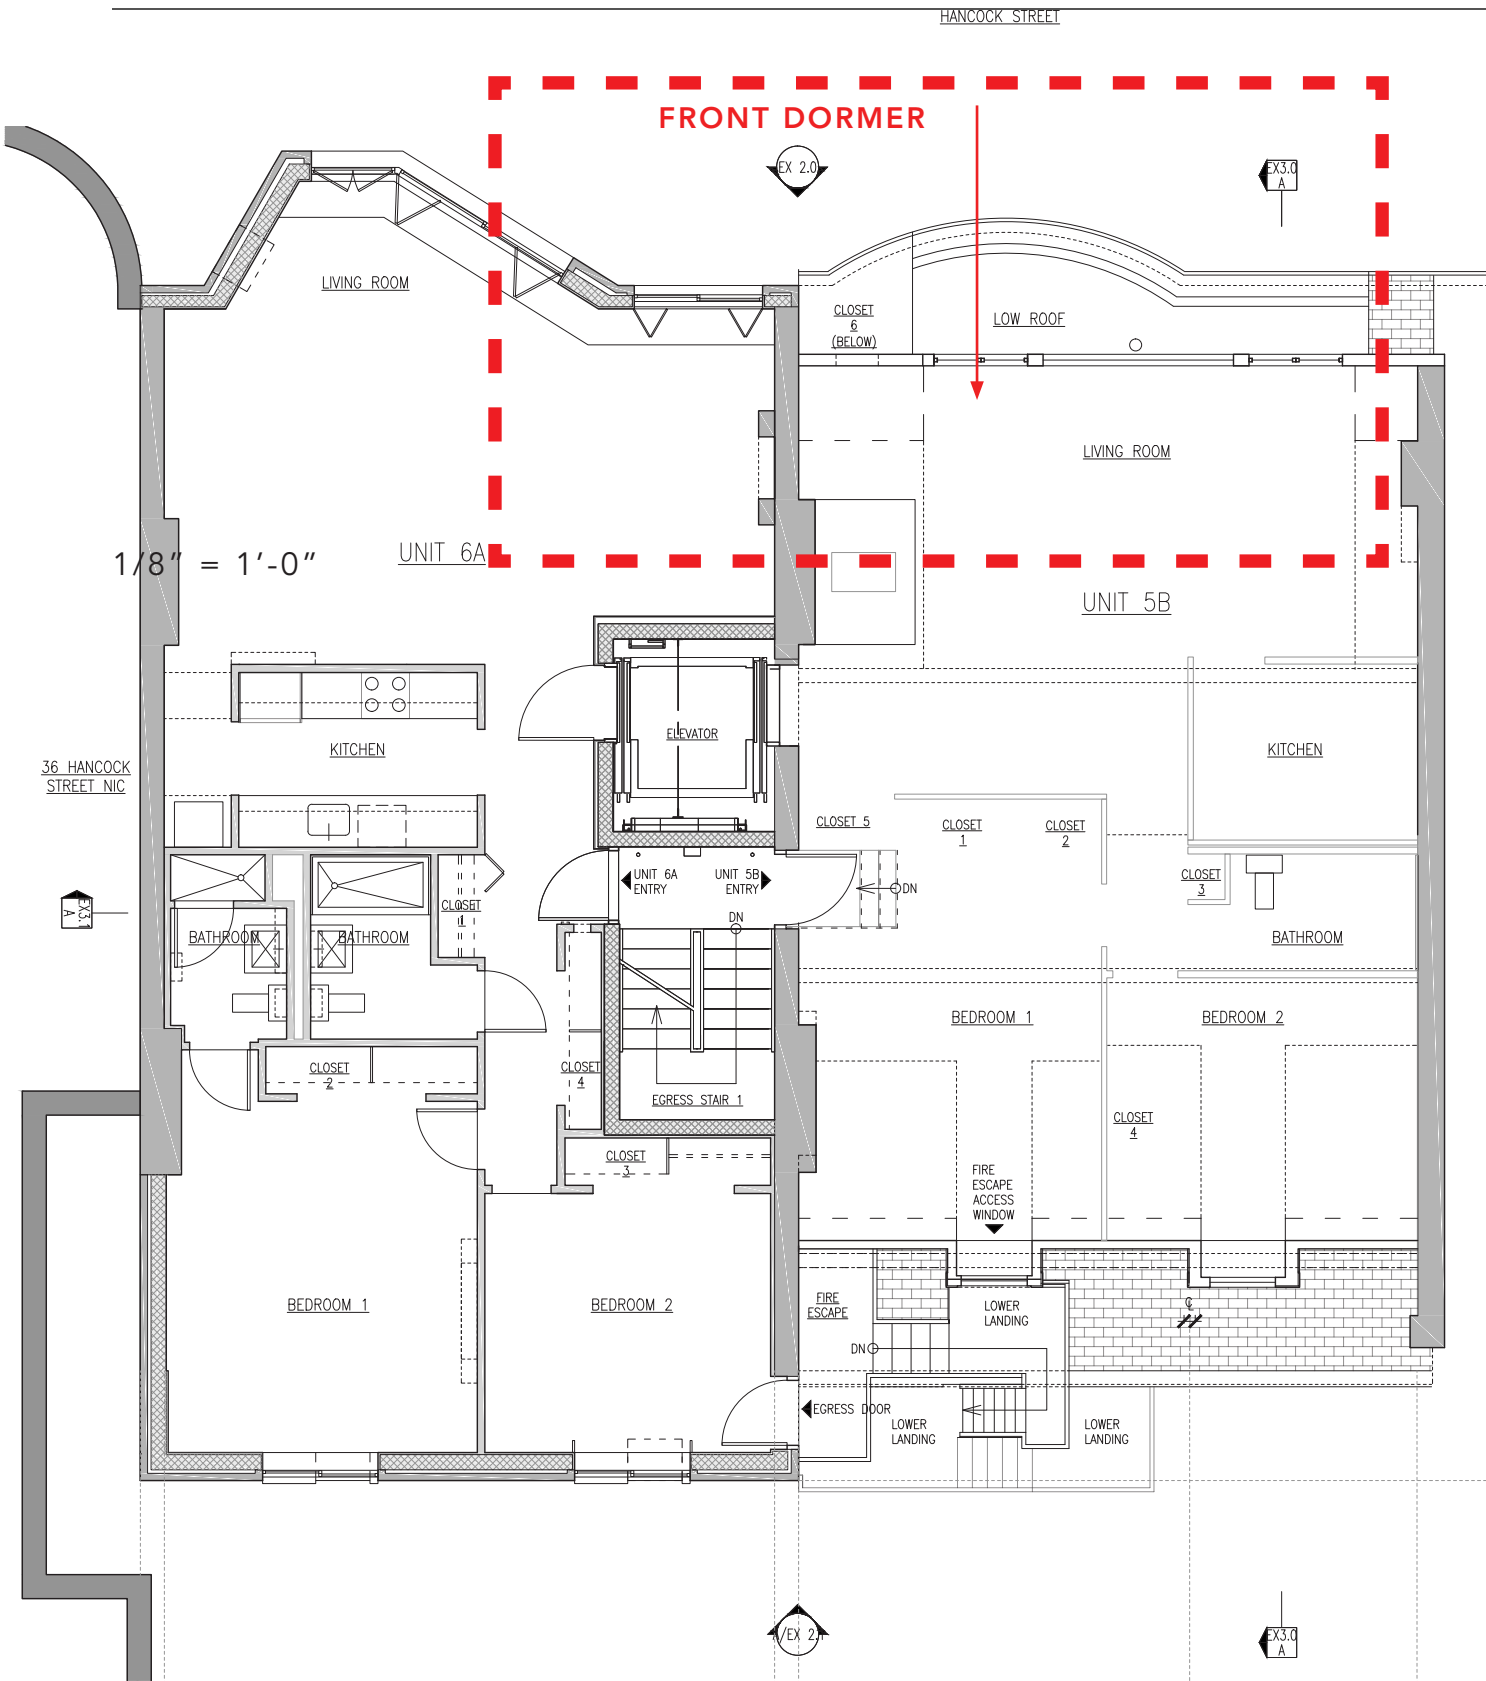 HANCOCK STREET
FRONT DORMER
EX 2.0
EX3.0
A
LIVING ROOM
CLOSET
6
(BELOW)
LOW ROOF
LIVING ROOM
UNIT 6A
1/8" = 1'-0"
UNIT 5B
ELEVATOR
KITCHEN
KITCHEN
36 HANCOCK
STREET NIC
CLOSET 5
CLOSET
1
CLOSET
2
UNIT 6A
ENTRY
UNIT 5B
ENTRY
DN
CLOSET
3
CLOSET
1
EX3.1
A
DN
BATHROOM
BATHROOM
BATHROOM
BEDROOM 1
BEDROOM 2
CLOSET
2
CLOSET
4
EGRESS STAIR 1
CLOSET
4
CLOSET
3
FIRE
ESCAPE
ACCESS
WINDOW
BEDROOM 1
BEDROOM 2
FIRE
ESCAPE
LOWER
LANDING
DN
EGRESS DOOR
LOWER
LANDING
LOWER
LANDING
/EX 2.1
EX3.0
A